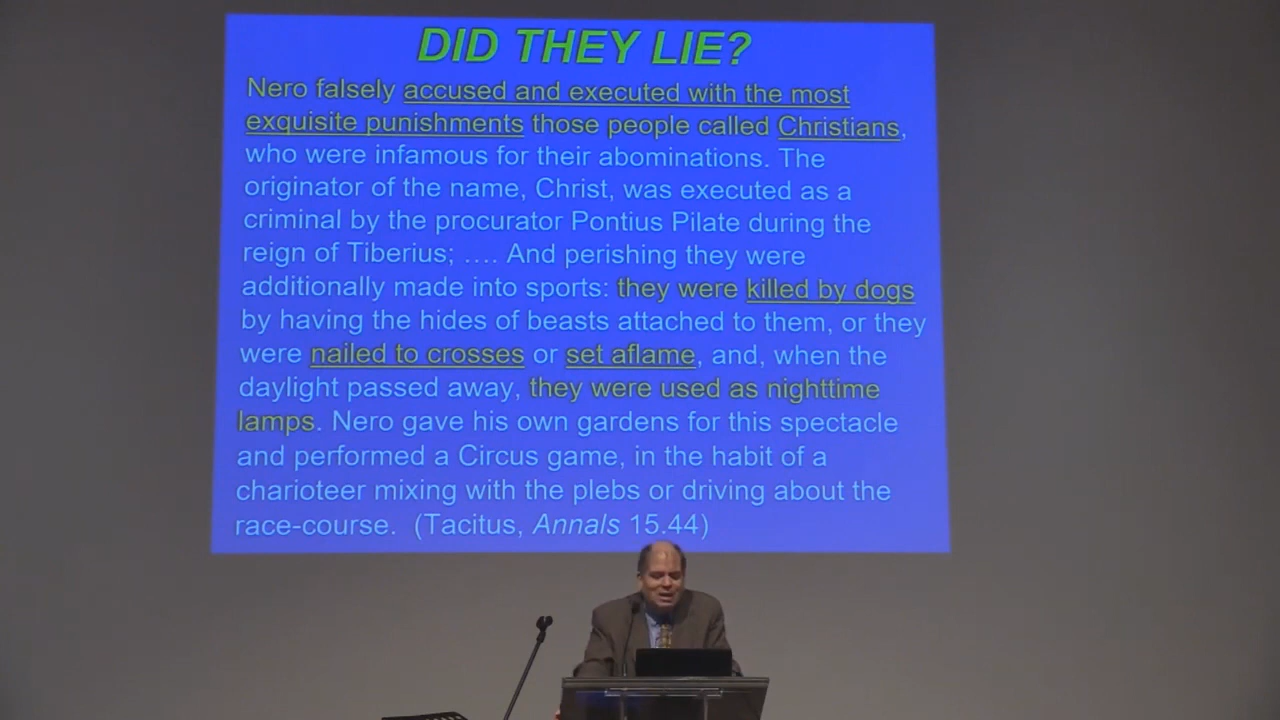 DID THEY LIE?
Nero falsely accused and executed with the most
exquisite punishments those people called Christians,
who were infamous for their abominations. The
originator of the name, Christ, was executed as a
criminal by the procurator Pontius Pilate during the
reign of Tiberius; .... And perishing they were
additionally made into sports: they were killed by dogs
by having the hides of beasts attached to them, or they
were nailed to crosses or set aflame, and, when the
daylight passed away, they were used as nighttime
lamps. Nero gave his own gardens for this spectacle
and performed a Circus game, in the habit of a
charioteer mixing with the plebs or driving about the
race-course. (Tacitus, Annals 15.44)